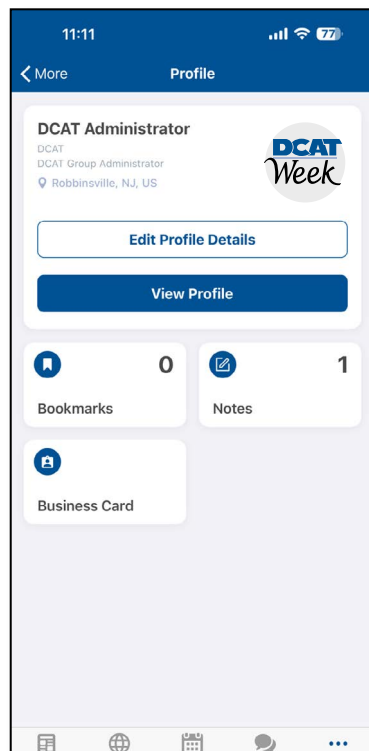 11:11
77
More
Profile
DCAT Administrator
DCAT
DCAT Group Administrator
Robbinsville, NJ, US
DCAT
Week
Edit Profile Details
View Profile
0
Bookmarks
1
Notes
Business Card